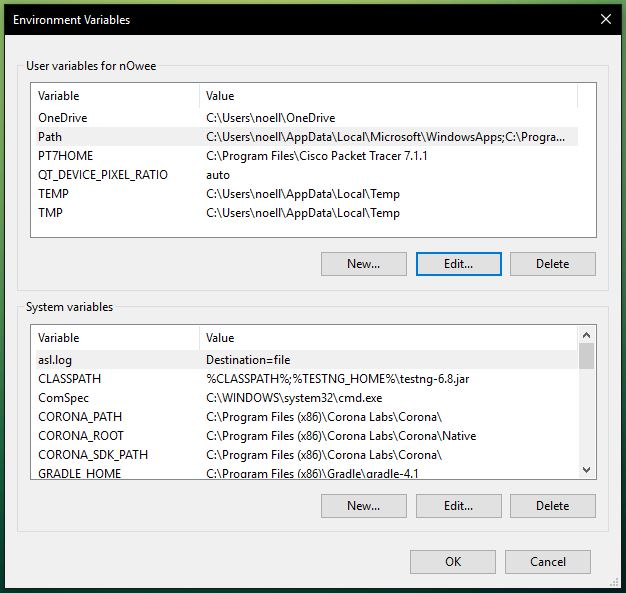 Environment Variables
User variables for nOwee
Variable Value
OneDrive C:\Users\noell\OneDrive
Path C:\Users\noell\AppData\Local\Microsoft\WindowsApps;C:\Progra...
PT7HOME C:\Program Files\Cisco Packet Tracer 7.1.1
QT_DEVICE_PIXEL_RATIO auto
TEMP C:\Users\noell\AppData\Local\Temp
TMP C:\Users\noell\AppData\Local\Temp
New... Edit... Delete
System variables
Variable Value
asl.log Destination=file
CLASSPATH %CLASSPATH%;%TESTNG_HOME%\testng-6.8.jar
ComSpec C:\WINDOWS\system32\cmd.exe
CORONA_PATH C:\Program Files (x86)\Corona Labs\Corona\
CORONA_ROOT C:\Program Files (x86)\Corona Labs\Corona/Native
CORONA_SDK_PATH C:\Program Files (x86)\Corona Labs\Corona\
GRADLE_HOME C:\Program Files (x86)\Gradle\gradle-4.1
New... Edit... Delete
OK Cancel